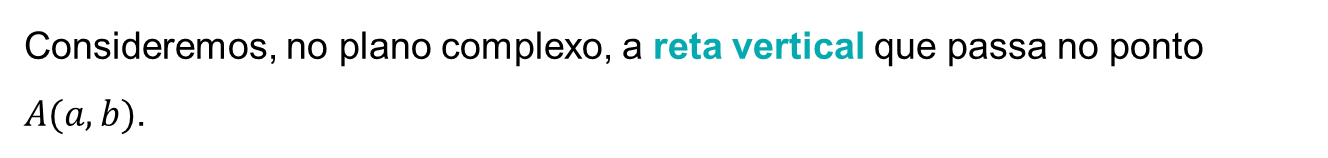 Consideremos, no plano complexo, a reta vertical que passa no ponto
A(a, b).